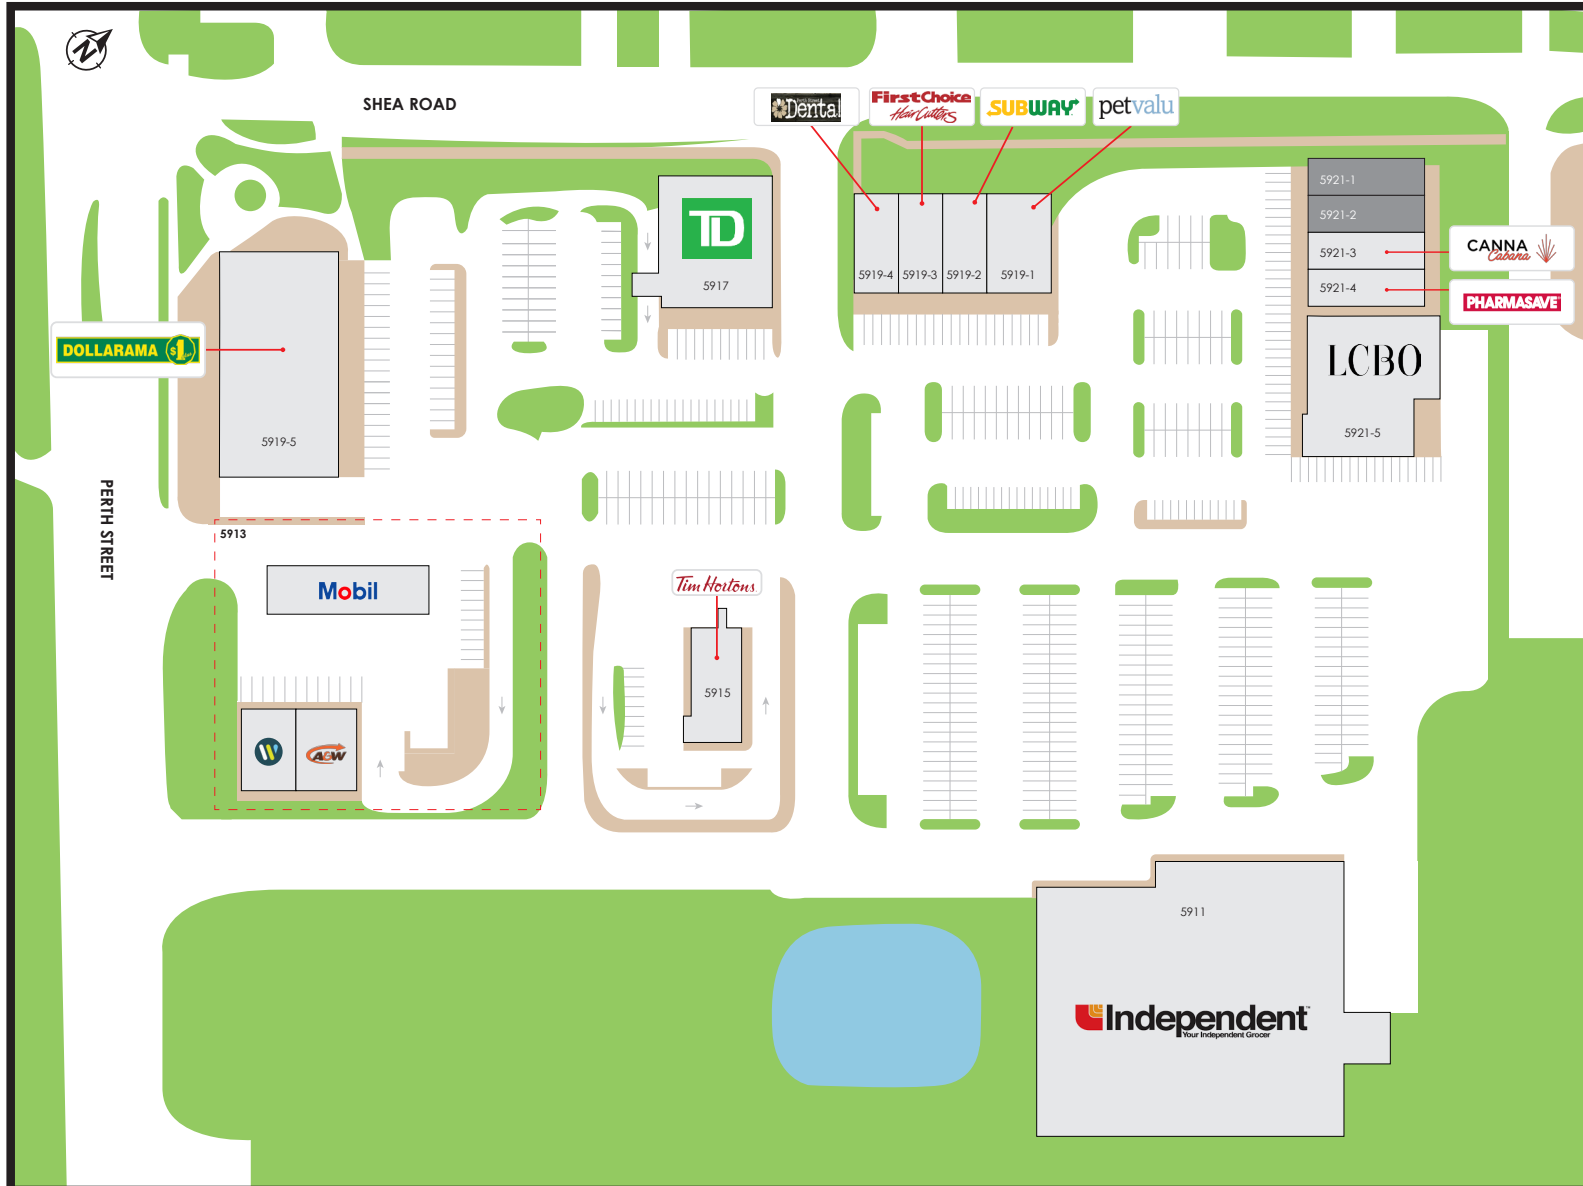 N
SHEA ROAD
Dental
First Choice
Hair Cutters
SUBWAY
petvalu
5921-1
5921-2
5921-3
5921-4
CANNA
Cabana
PHARMASAVE
TD
5917
5919-4
5919-3
5919-2
5919-1
LCBO
5921-5
DOLLARAMA $1
5919-5
PERTH STREET
5913
Mobil
Tim Hortons
5915
W
A&W
5911
Independent
Your Independent Grocer